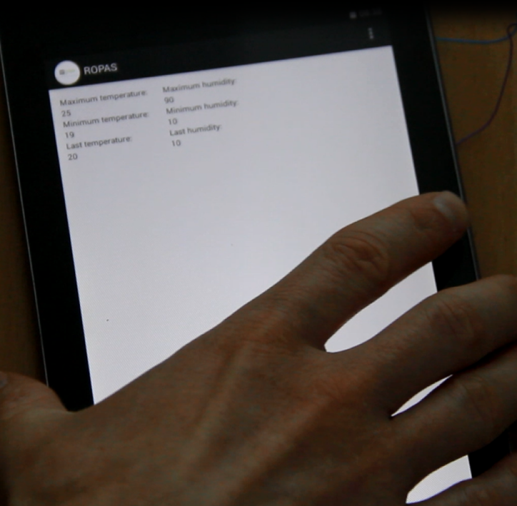 ROPAS
Maximum temperature: Maximum humidity:
25 90
Minimum temperature: Minimum humidity:
19 10
Last temperature: Last humidity:
20 10